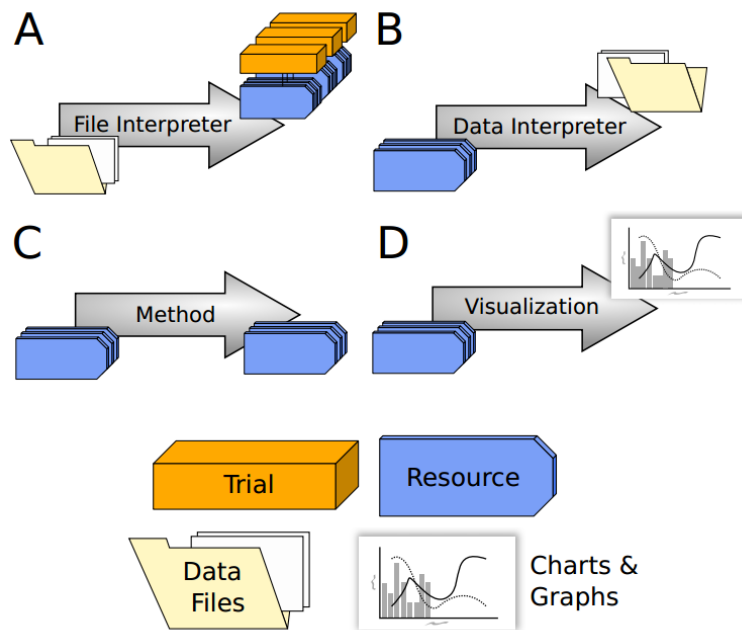 A
B
File Interpreter
Data Interpreter
C
D
Method
Visualization
Trial
Resource
Data
Files
Charts &
Graphs